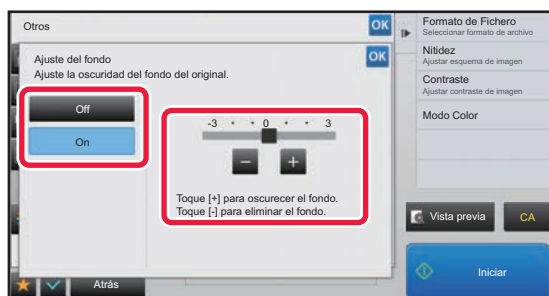 Otros
OK
Ajuste del fondo
Ajuste la oscuridad del fondo del original.
OK
Off
On
-3 • • 0 • • 3
− +
Toque [+] para oscurecer el fondo.
Toque [-] para eliminar el fondo.
Atrás
Formato de Fichero
Seleccionar formato de archivo
Nitidez
Ajustar esquema de imagen
Contraste
Ajustar contraste de imagen
Modo Color
Vista previa
CA
Iniciar